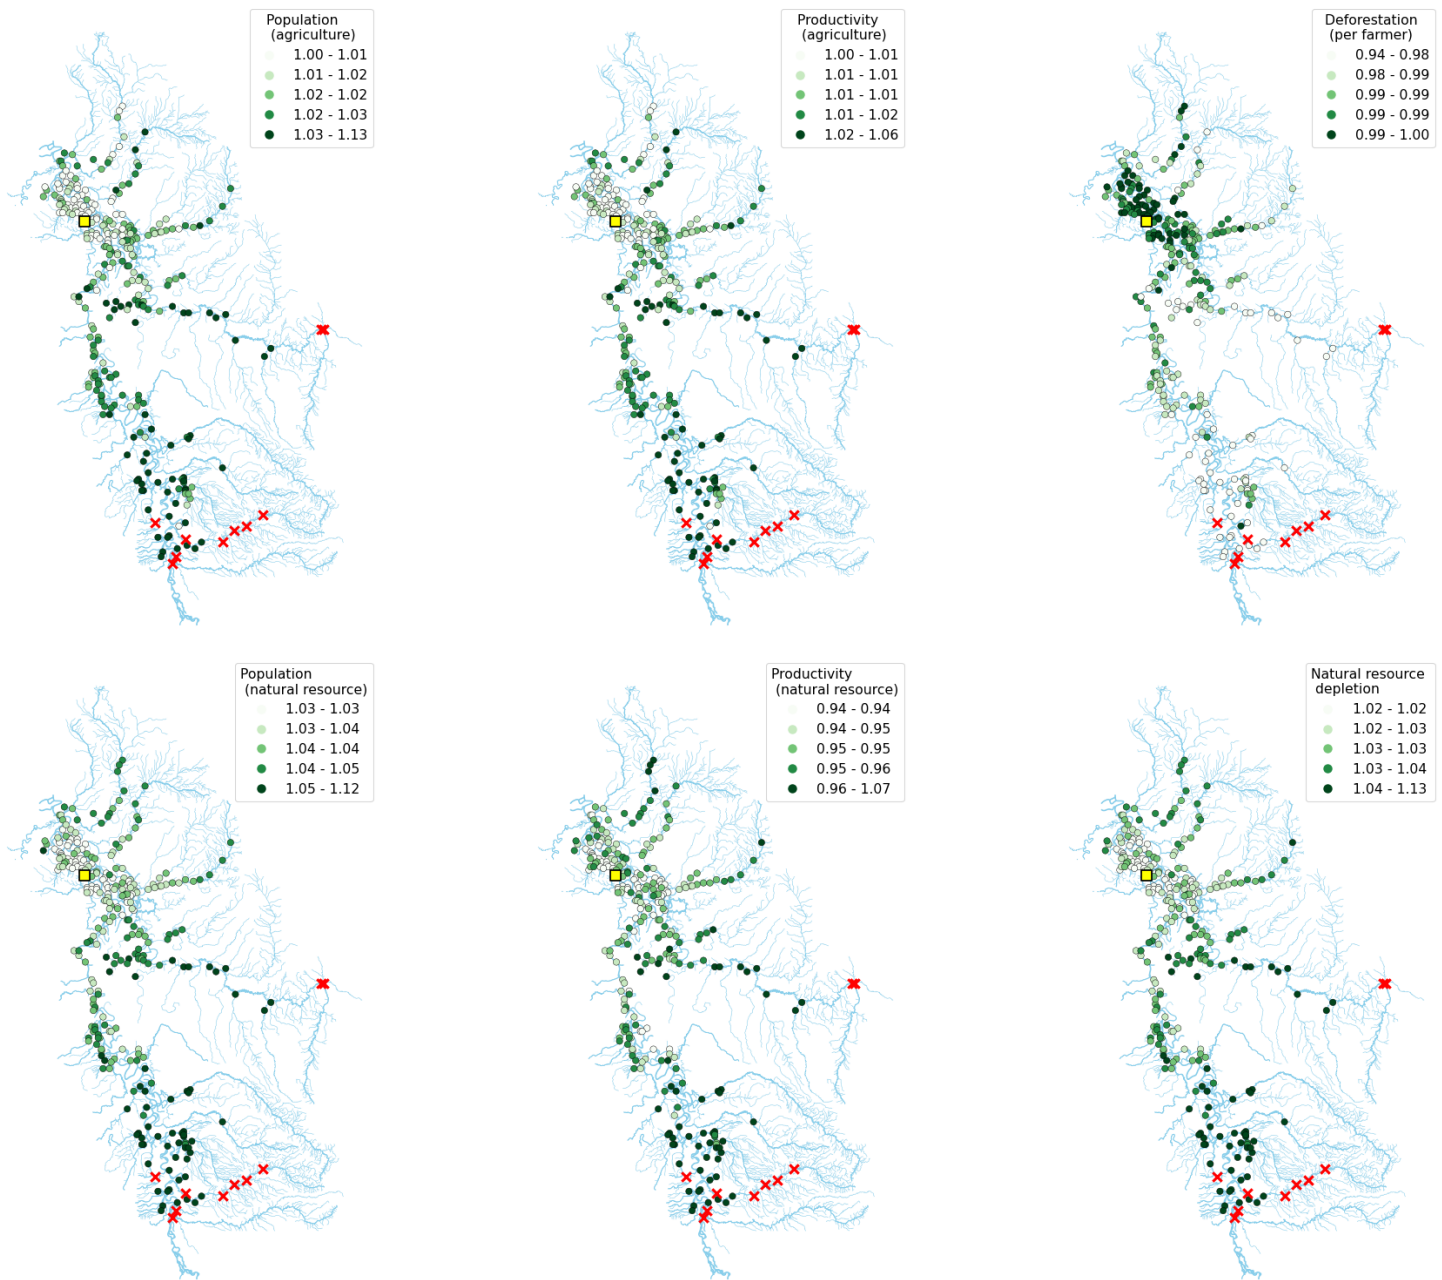 Population
(agriculture)
1.00 - 1.01
1.01 - 1.02
1.02 - 1.02
1.02 - 1.03
1.03 - 1.13
Productivity
(agriculture)
1.00 - 1.01
1.01 - 1.01
1.01 - 1.01
1.01 - 1.02
1.02 - 1.06
Deforestation
(per farmer)
0.94 - 0.98
0.98 - 0.99
0.99 - 0.99
0.99 - 0.99
0.99 - 1.00
Population
(natural resource)
1.03 - 1.03
1.03 - 1.04
1.04 - 1.04
1.04 - 1.05
1.05 - 1.12
Productivity
(natural resource)
0.94 - 0.94
0.94 - 0.95
0.95 - 0.95
0.95 - 0.96
0.96 - 1.07
Natural resource
depletion
1.02 - 1.02
1.02 - 1.03
1.03 - 1.03
1.03 - 1.04
1.04 - 1.13